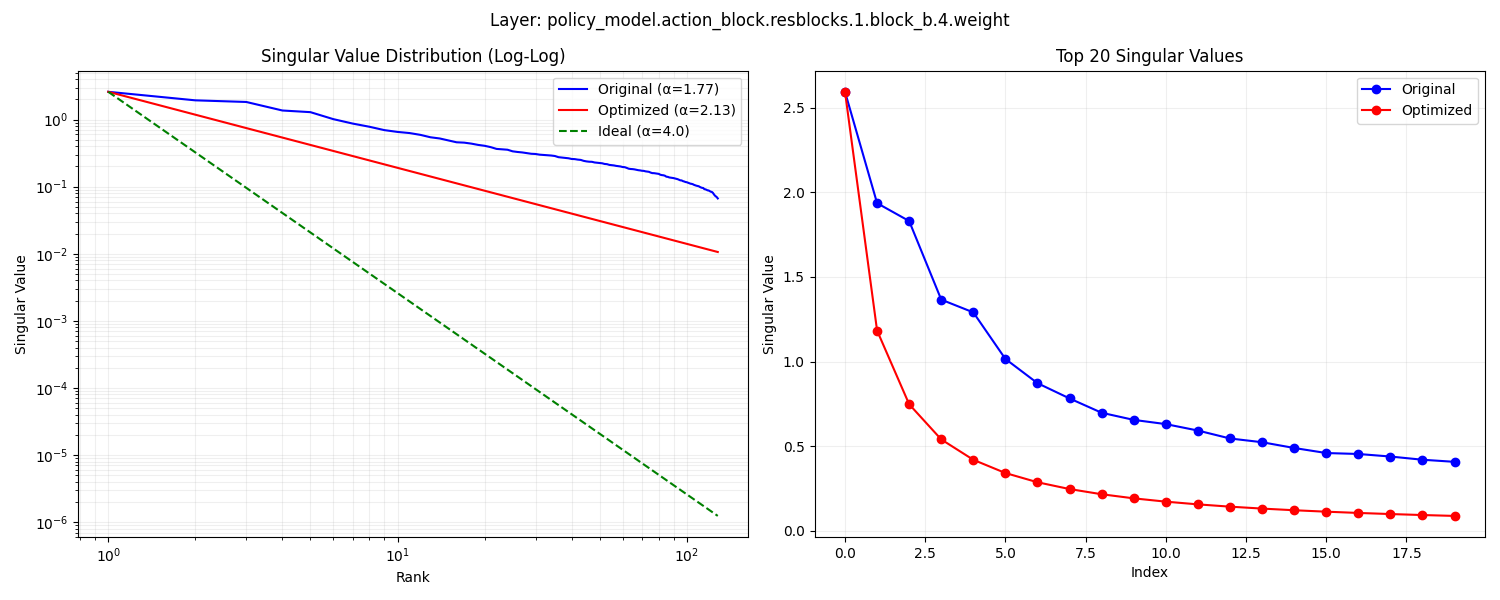 Layer: policy_model.action_block.resblocks.1.block_b.4.weight
Singular Value Distribution (Log-Log)
Original (α=1.77)
Optimized (α=2.13)
Ideal (α=4.0)
Singular Value
10⁰
10⁻¹
10⁻²
10⁻³
10⁻⁴
10⁻⁵
10⁻⁶
10⁰
10¹
10²
Rank
Top 20 Singular Values
Original
Optimized
Singular Value
2.5
2.0
1.5
1.0
0.5
0.0
0.0
2.5
5.0
7.5
10.0
12.5
15.0
17.5
Index